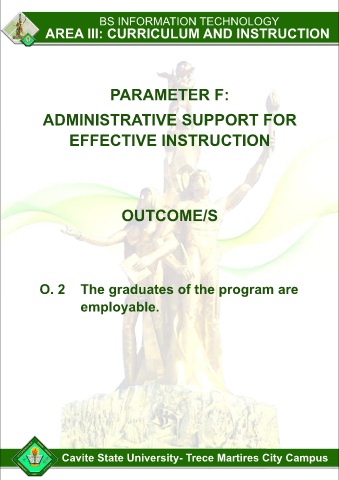 BS INFORMATION TECHNOLOGY
AREA III: CURRICULUM AND INSTRUCTION
PARAMETER F:
ADMINISTRATIVE SUPPORT FOR
EFFECTIVE INSTRUCTION
OUTCOME/S
O. 2 The graduates of the program are
employable.
Cavite State University- Trece Martires City Campus